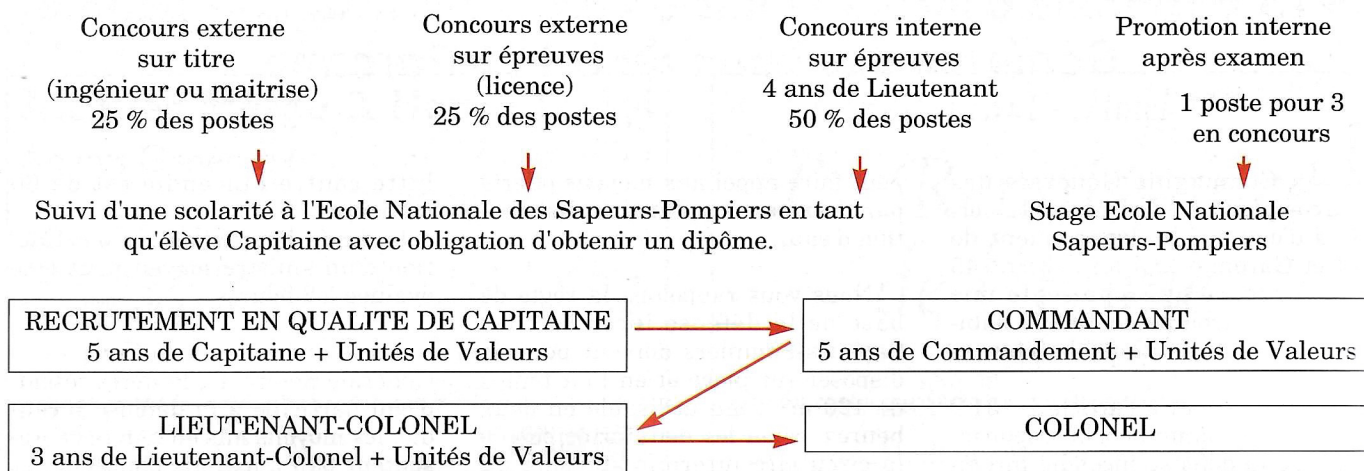 Concours externe
sur titre
(ingénieur ou maitrise)
25 % des postes
Concours externe
sur épreuves
(licence)
25 % des postes
Concours interne
sur épreuves
4 ans de Lieutenant
50 % des postes
Promotion interne
après examen
1 poste pour 3
en concours
Suivi d'une scolarité à l'Ecole Nationale des Sapeurs-Pompiers en tant
qu'élève Capitaine avec obligation d'obtenir un dipôme.
Stage Ecole Nationale
Sapeurs-Pompiers
RECRUTEMENT EN QUALITE DE CAPITAINE
5 ans de Capitaine + Unités de Valeurs
COMMANDANT
5 ans de Commandement + Unités de Valeurs
LIEUTENANT-COLONEL
3 ans de Lieutenant-Colonel + Unités de Valeurs
COLONEL